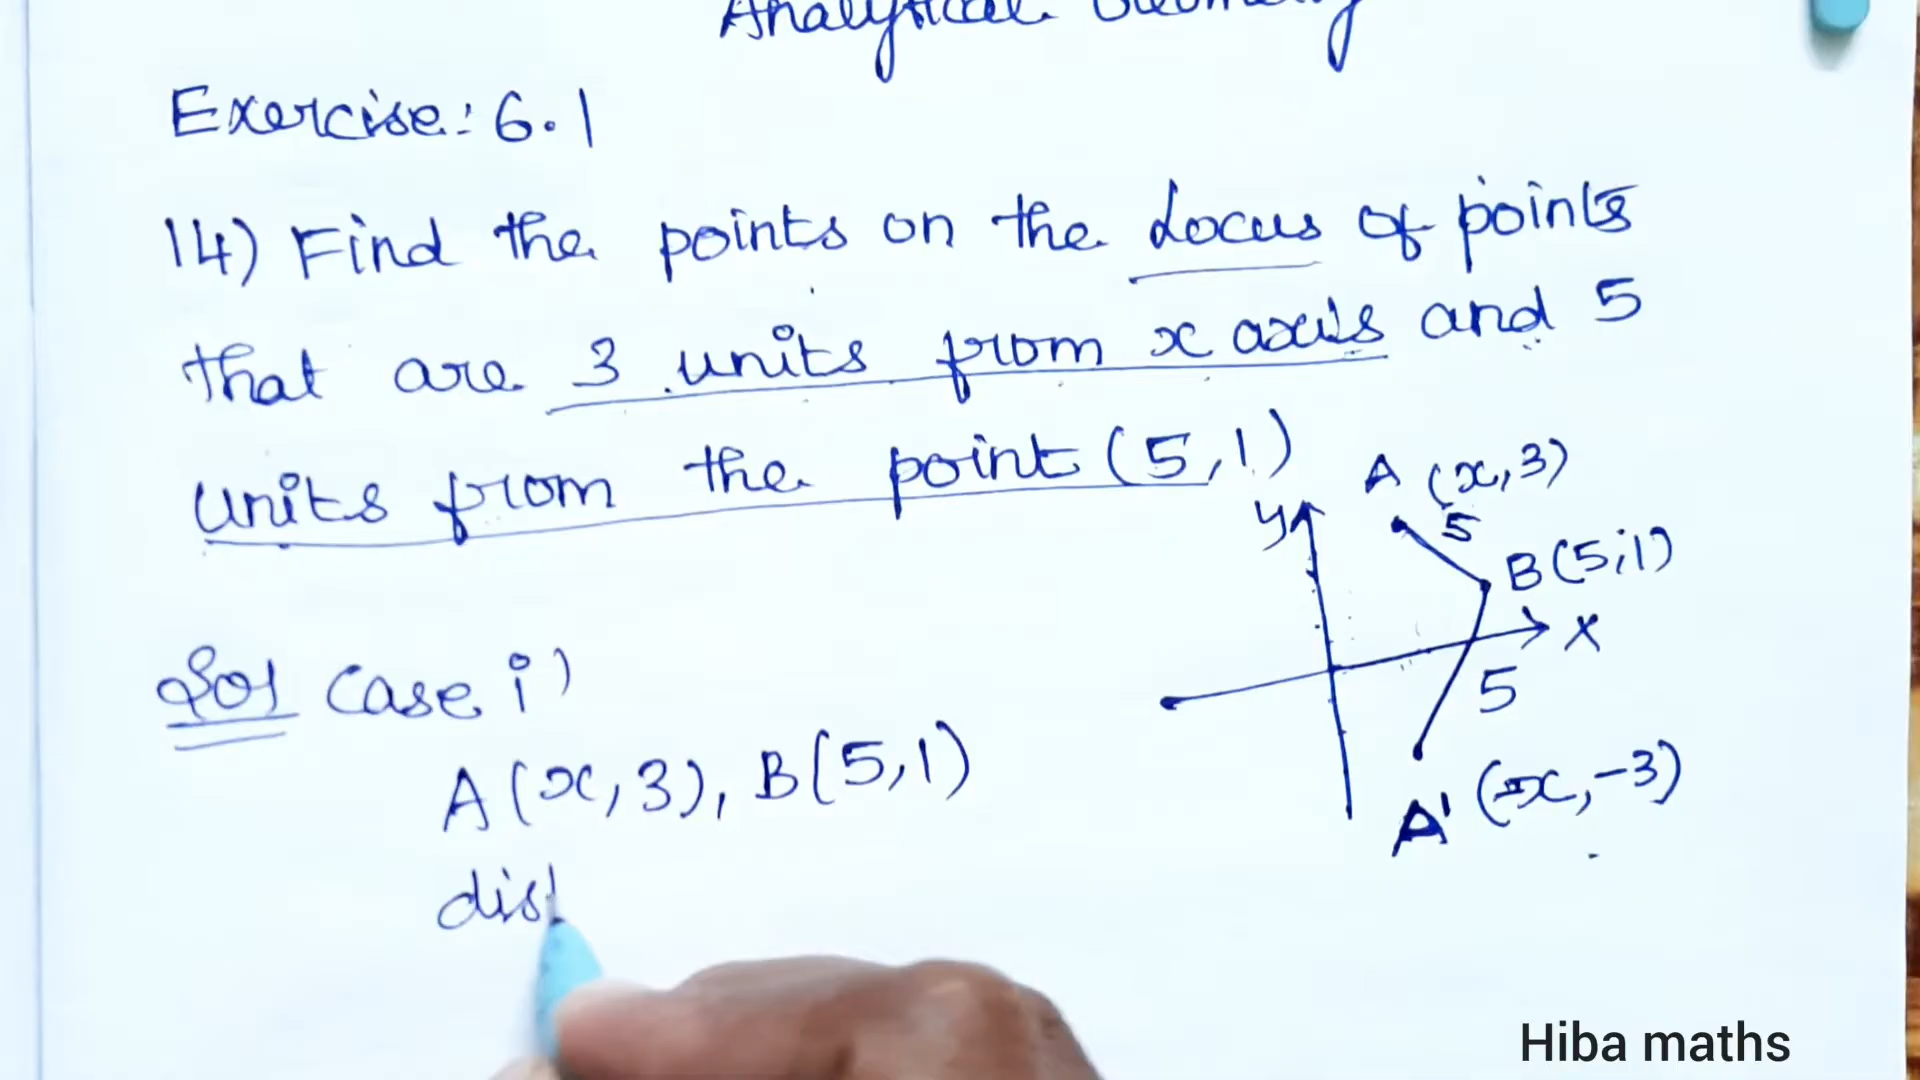 Analytical Geometry
Exercise: 6.1
14) Find the points on the Locus of points
that are 3 units from x axis and 5
units from the point (5,1)
A (x,3)
y
5
B(5,1)
x
5
A' (x,-3)
Sol Case i)
A(x,3), B(5,1)
dist
Hiba maths